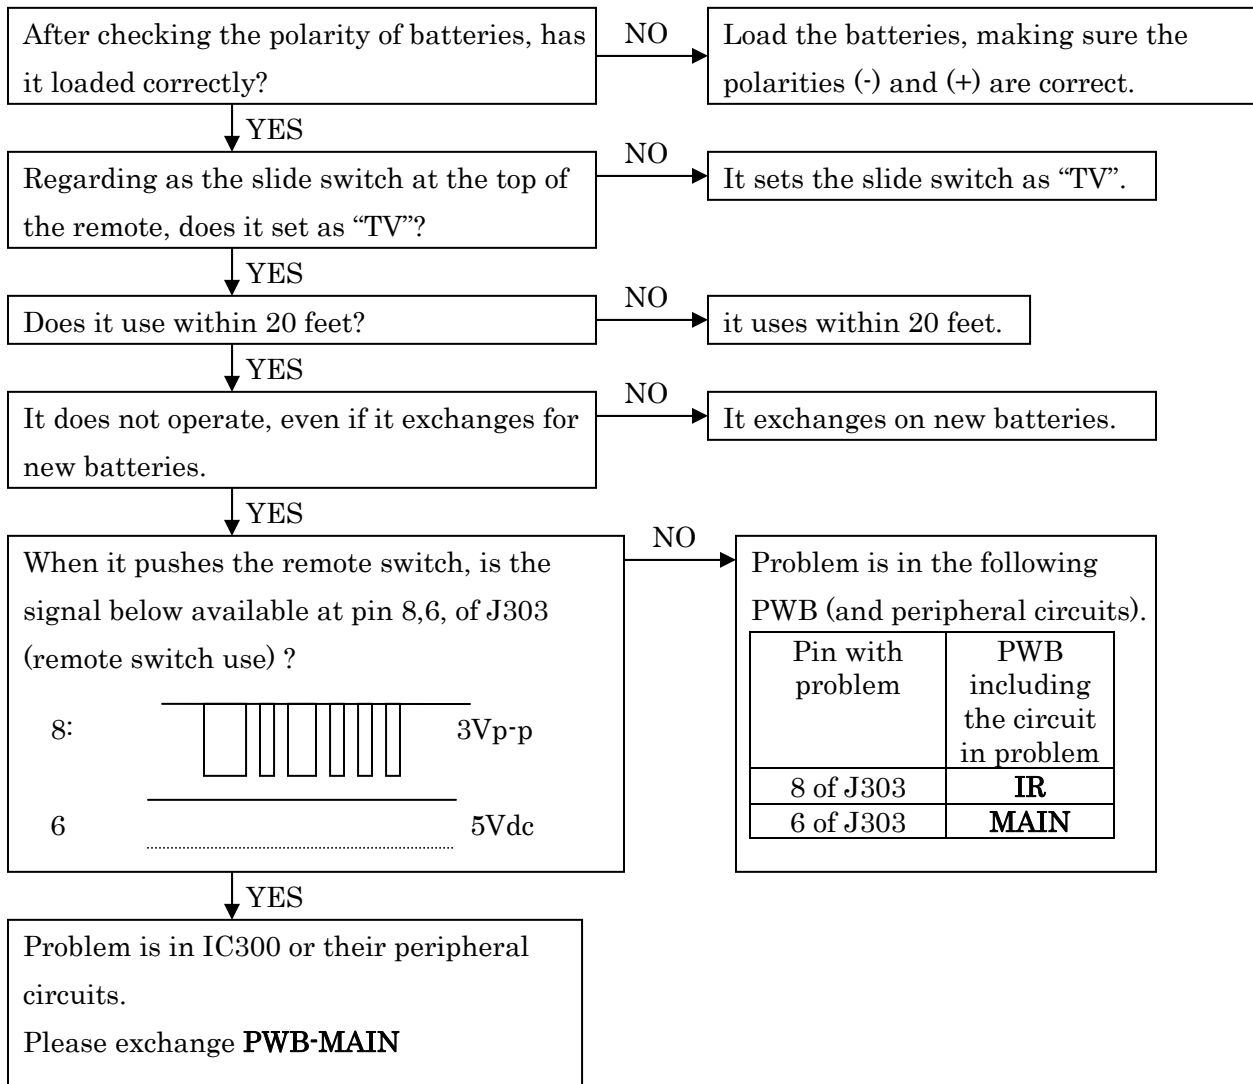 After checking the polarity of batteries, has
it loaded correctly?
NO
Load the batteries, making sure the
polarities (-) and (+) are correct.
YES
Regarding as the slide switch at the top of
the remote, does it set as “TV”?
NO
It sets the slide switch as “TV”.
YES
Does it use within 20 feet?
NO
it uses within 20 feet.
YES
It does not operate, even if it exchanges for
new batteries.
NO
It exchanges on new batteries.
YES
When it pushes the remote switch, is the
signal below available at pin 8,6, of J303
(remote switch use) ?
8:
3Vp-p
6
5Vdc
NO
Problem is in the following
PWB (and peripheral circuits).
Pin with
problem
PWB
including
the circuit
in problem
8 of J303
IR
6 of J303
MAIN
YES
Problem is in IC300 or their peripheral
circuits.
Please exchange PWB-MAIN